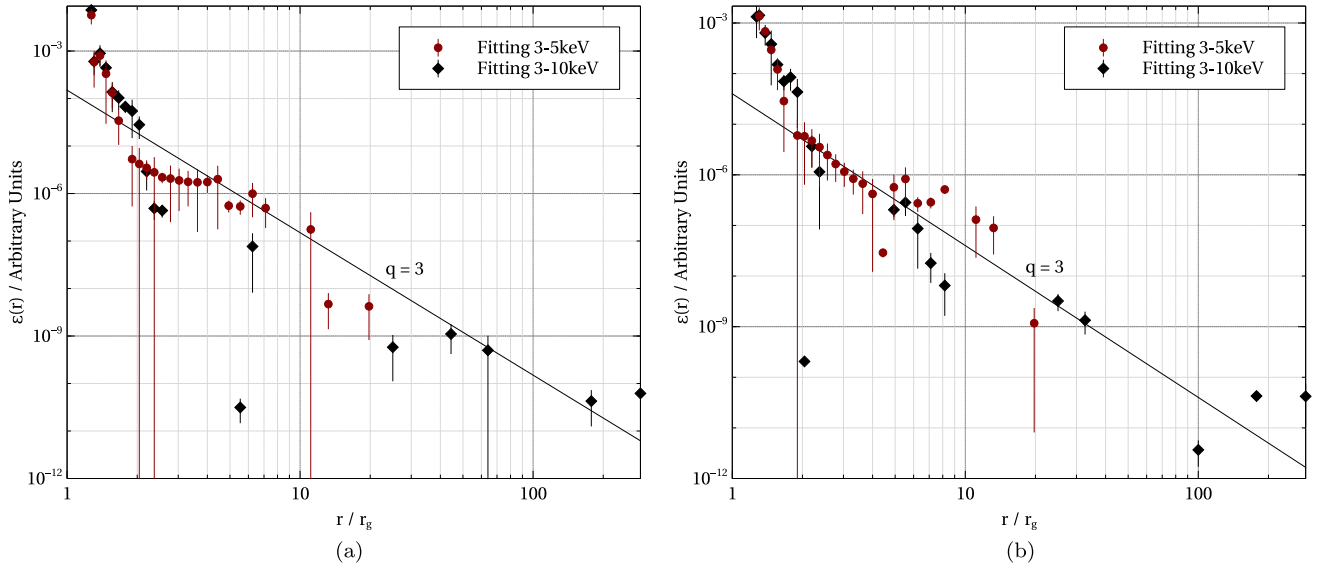 10⁻³
10⁻⁶
10⁻⁹
10⁻¹²
ε(r) / Arbitrary Units
Fitting 3-5keV
Fitting 3-10keV
q = 3
1
10
100
r / r_g
(a)
10⁻³
10⁻⁶
10⁻⁹
10⁻¹²
ε(r) / Arbitrary Units
Fitting 3-5keV
Fitting 3-10keV
q = 3
1
10
100
r / r_g
(b)